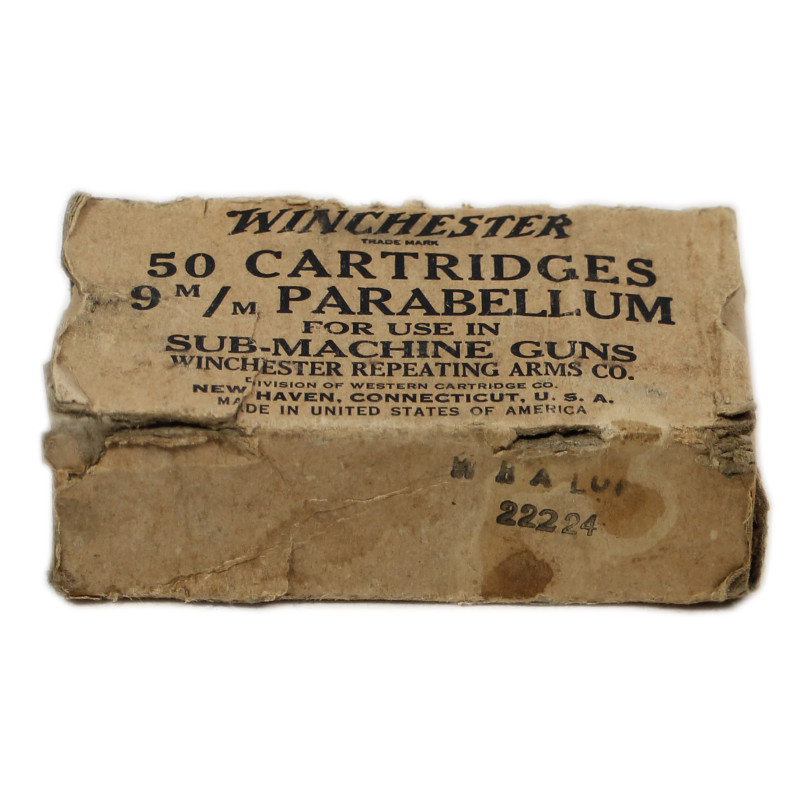 WINCHESTER
TRADE MARK
50 CARTRIDGES
9 M/M PARABELLUM
FOR USE IN
SUB-MACHINE GUNS
WINCHESTER REPEATING ARMS CO.
DIVISION OF WESTERN CARTRIDGE CO.
NEW HAVEN, CONNECTICUT, U. S. A.
MADE IN UNITED STATES OF AMERICA
A LOT
22224